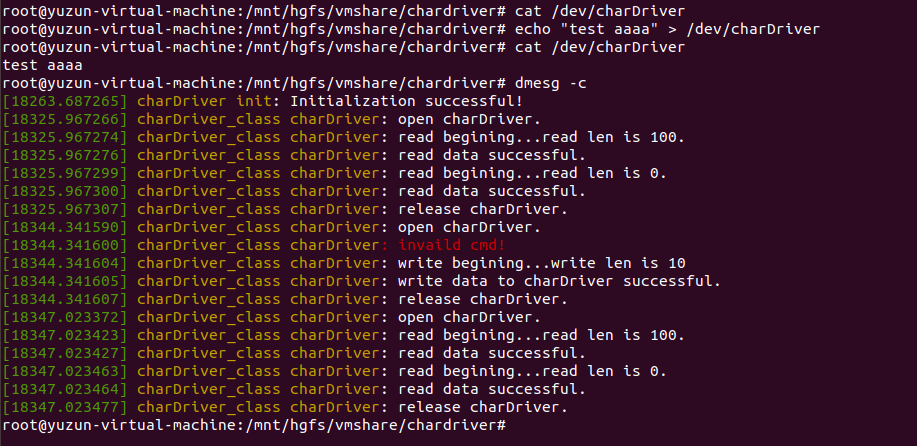 root@yuzun-virtual-machine:/mnt/hgfs/vmshare/chardriver# cat /dev/charDriver
root@yuzun-virtual-machine:/mnt/hgfs/vmshare/chardriver# echo "test aaaa" > /dev/charDriver
root@yuzun-virtual-machine:/mnt/hgfs/vmshare/chardriver# cat /dev/charDriver
test aaaa
root@yuzun-virtual-machine:/mnt/hgfs/vmshare/chardriver# dmesg -c
[18263.687265] charDriver init: Initialization successful!
[18325.967266] charDriver_class charDriver: open charDriver.
[18325.967274] charDriver_class charDriver: read begining...read len is 100.
[18325.967276] charDriver_class charDriver: read data successful.
[18325.967299] charDriver_class charDriver: read begining...read len is 0.
[18325.967300] charDriver_class charDriver: read data successful.
[18325.967307] charDriver_class charDriver: release charDriver.
[18344.341590] charDriver_class charDriver: open charDriver.
[18344.341600] charDriver_class charDriver: invaild cmd!
[18344.341604] charDriver_class charDriver: write begining...write len is 10
[18344.341605] charDriver_class charDriver: write data to charDriver successful.
[18344.341607] charDriver_class charDriver: release charDriver.
[18347.023372] charDriver_class charDriver: open charDriver.
[18347.023423] charDriver_class charDriver: read begining...read len is 100.
[18347.023427] charDriver_class charDriver: read data successful.
[18347.023463] charDriver_class charDriver: read begining...read len is 0.
[18347.023464] charDriver_class charDriver: read data successful.
[18347.023477] charDriver_class charDriver: release charDriver.
root@yuzun-virtual-machine:/mnt/hgfs/vmshare/chardriver#